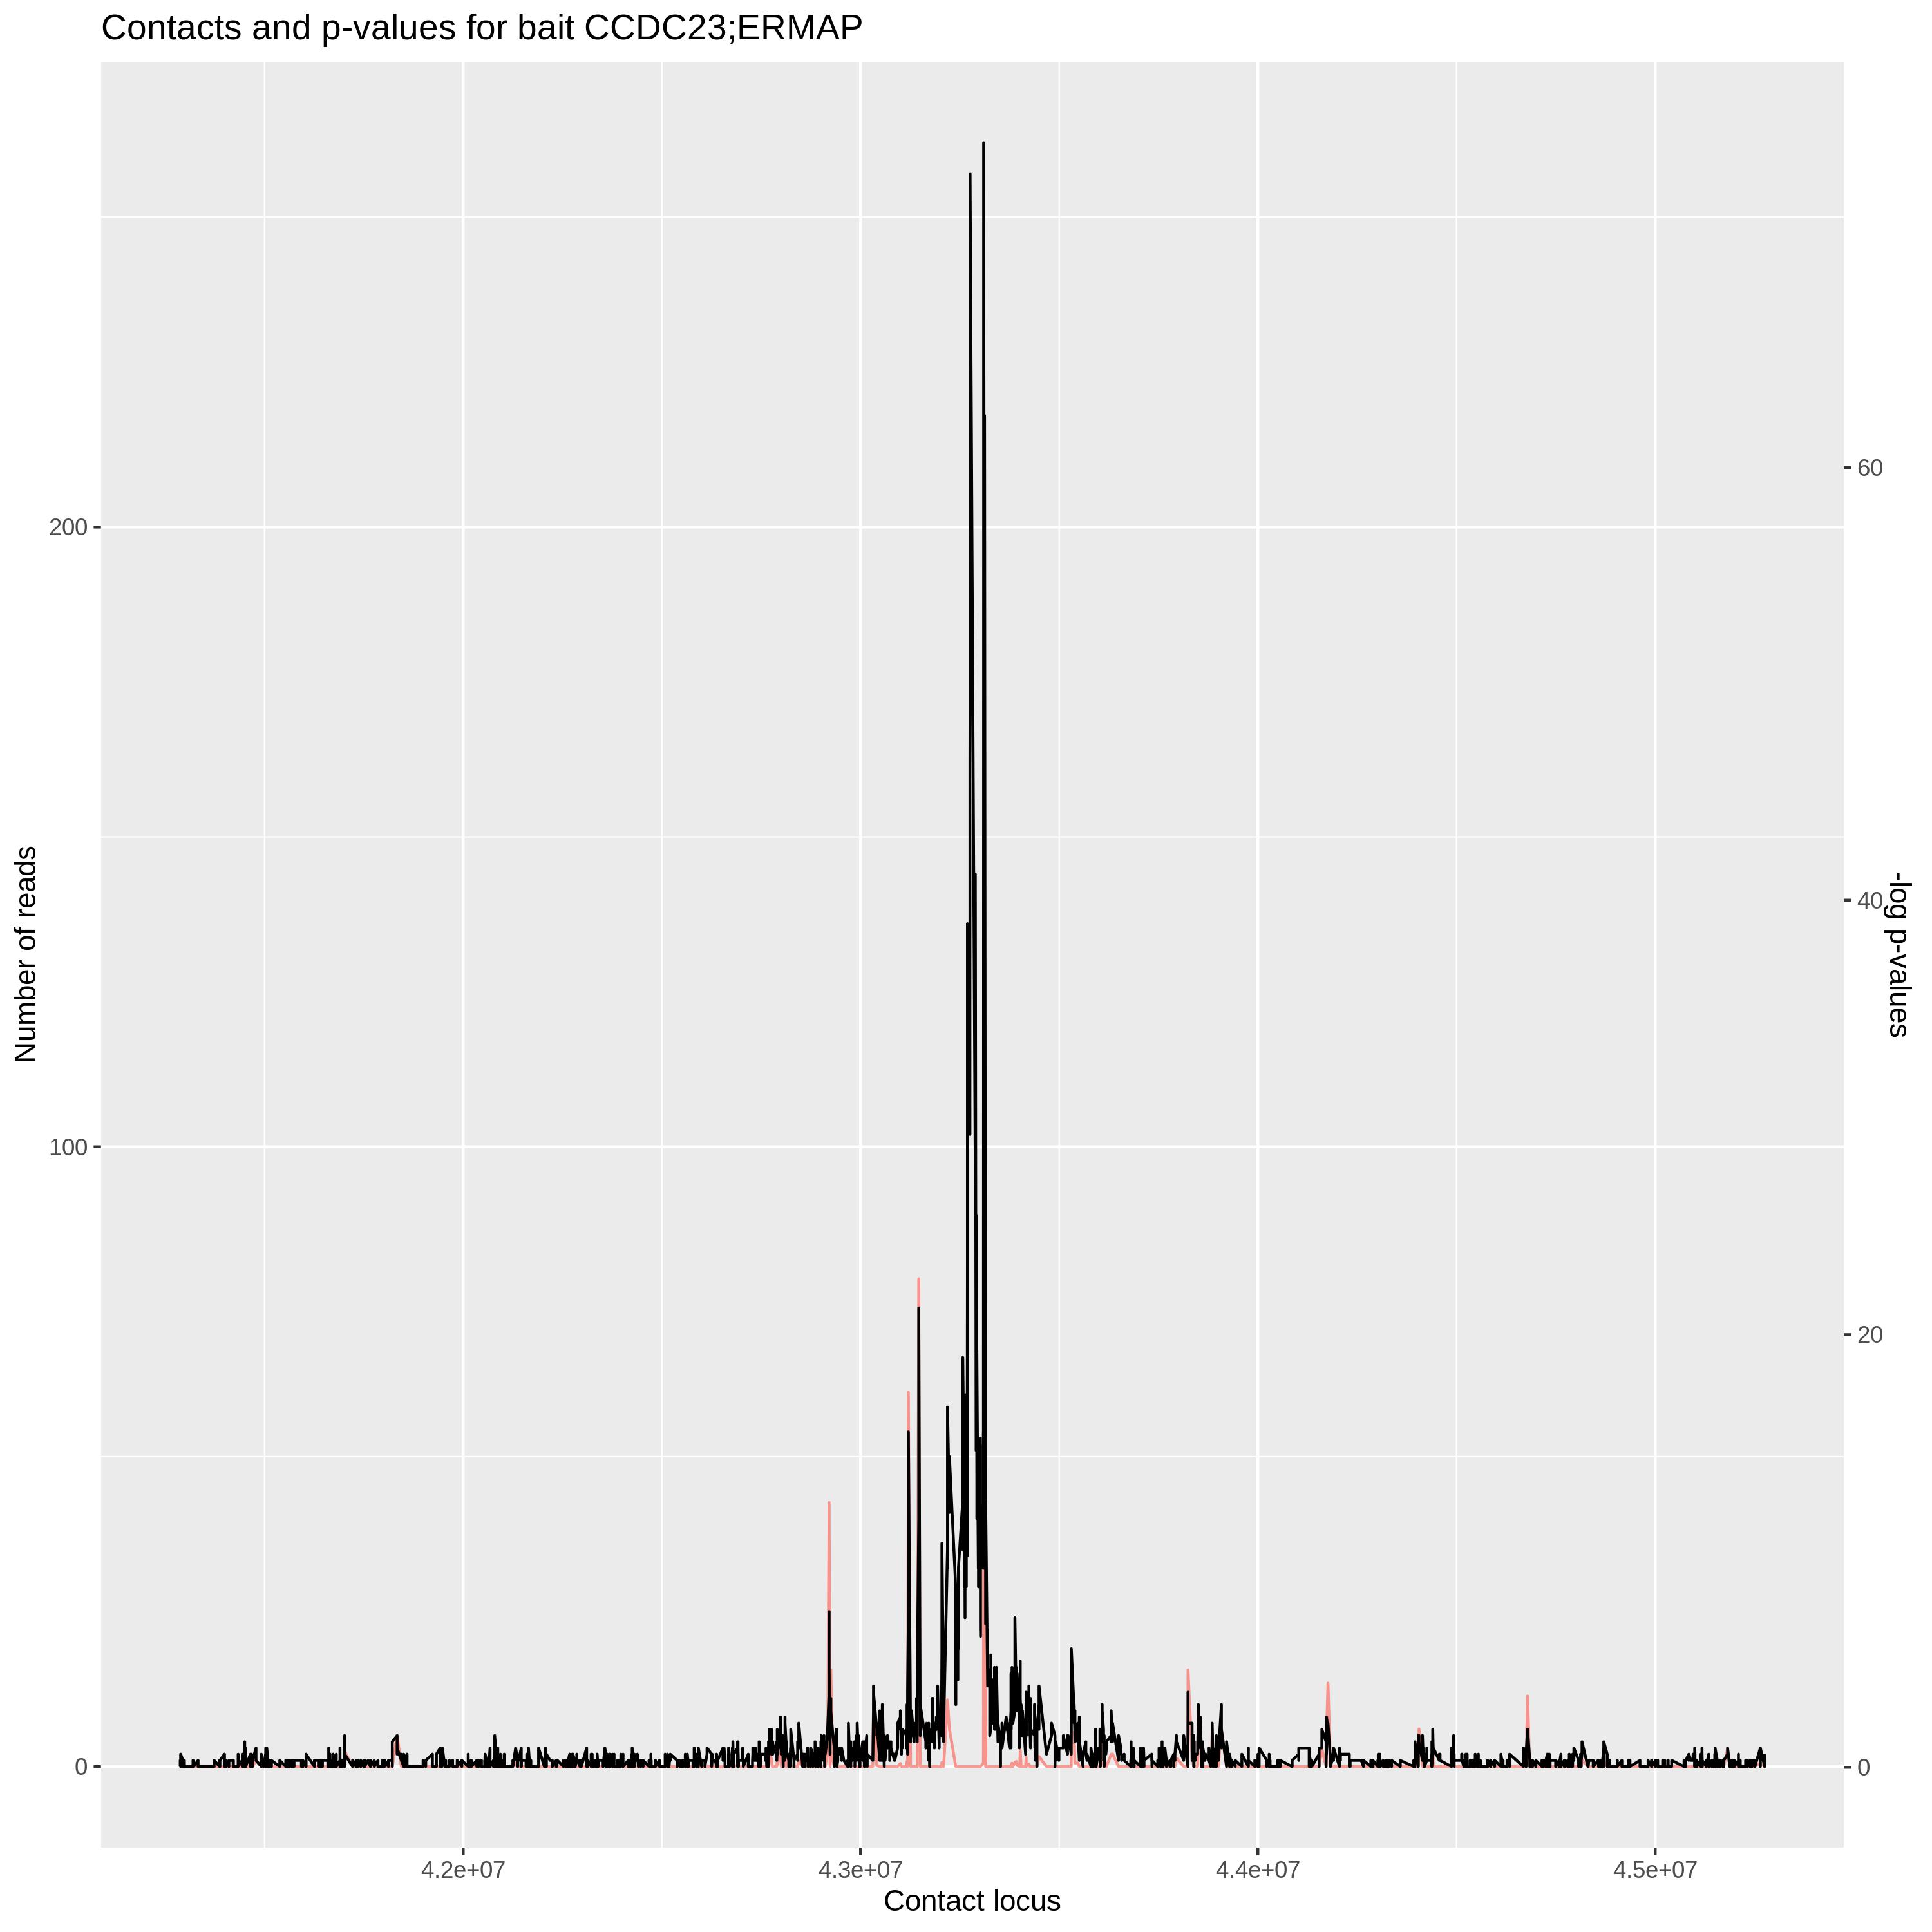 Contacts and p-values for bait CCDC23;ERMAP
Number of reads
200
100
0
60
40
20
0
-log p-values
4.2e+07 4.3e+07 4.4e+07 4.5e+07
Contact locus